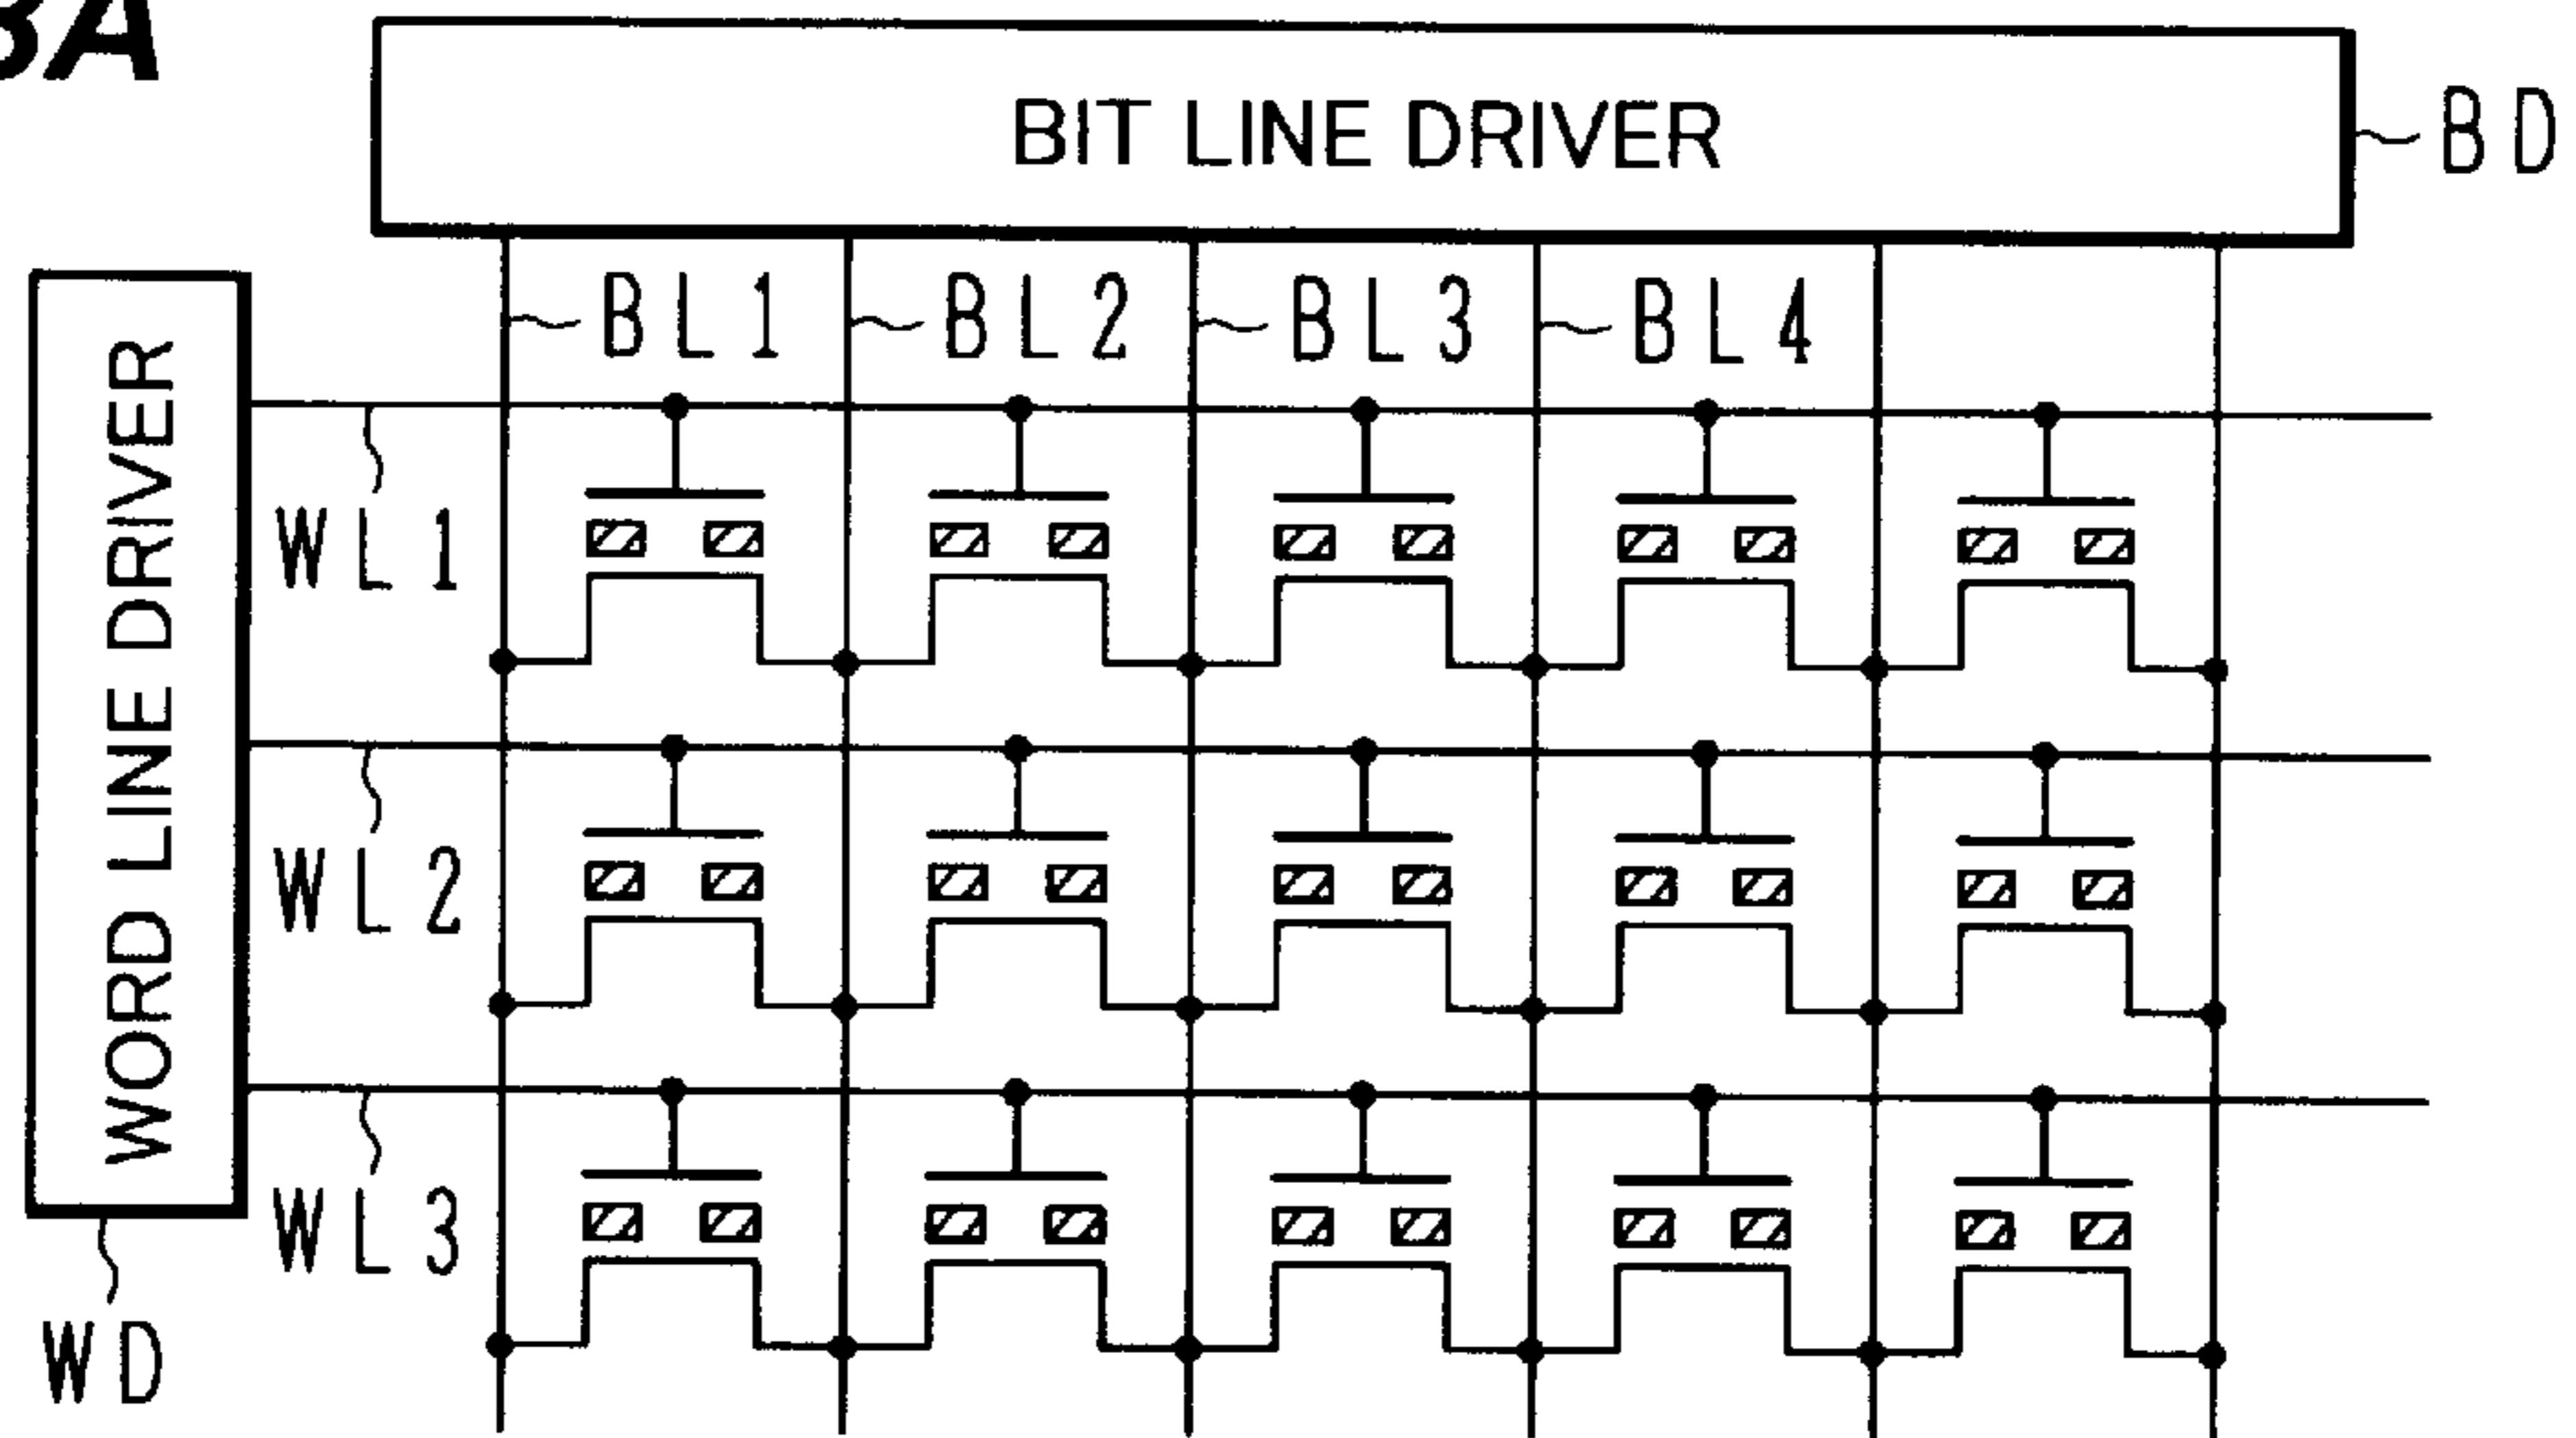 3A
BIT LINE DRIVER
BD
BL1 BL2 BL3 BL4
WORD LINE DRIVER
WL1
WL2
WL3
WD